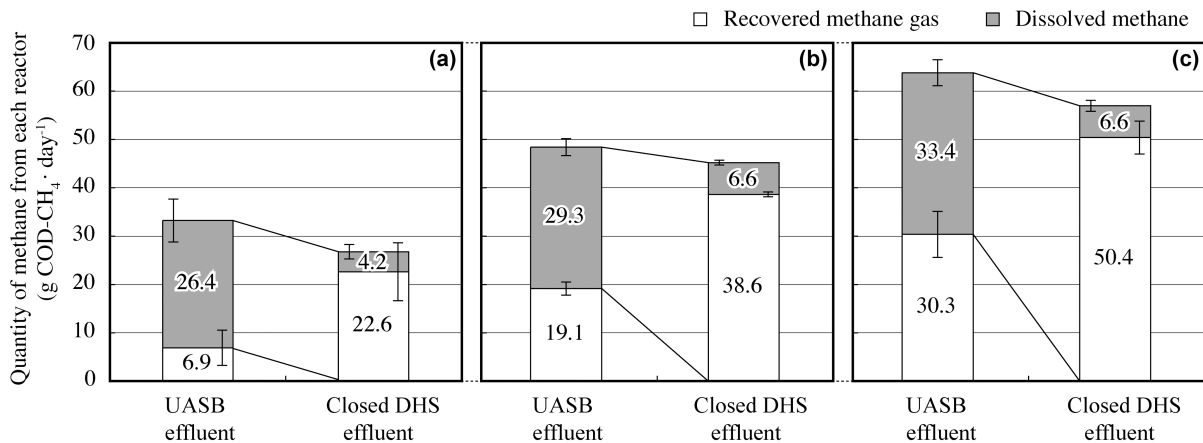 Recovered methane gas
Dissolved methane
Quantity of methane from each reactor
(g COD-CH₄ · day⁻¹)
70
60
50
40
30
20
10
0
(a)
26.4
6.9
4.2
22.6
UASB
effluent
Closed DHS
effluent
(b)
29.3
19.1
6.6
38.6
UASB
effluent
Closed DHS
effluent
(c)
33.4
30.3
6.6
50.4
UASB
effluent
Closed DHS
effluent